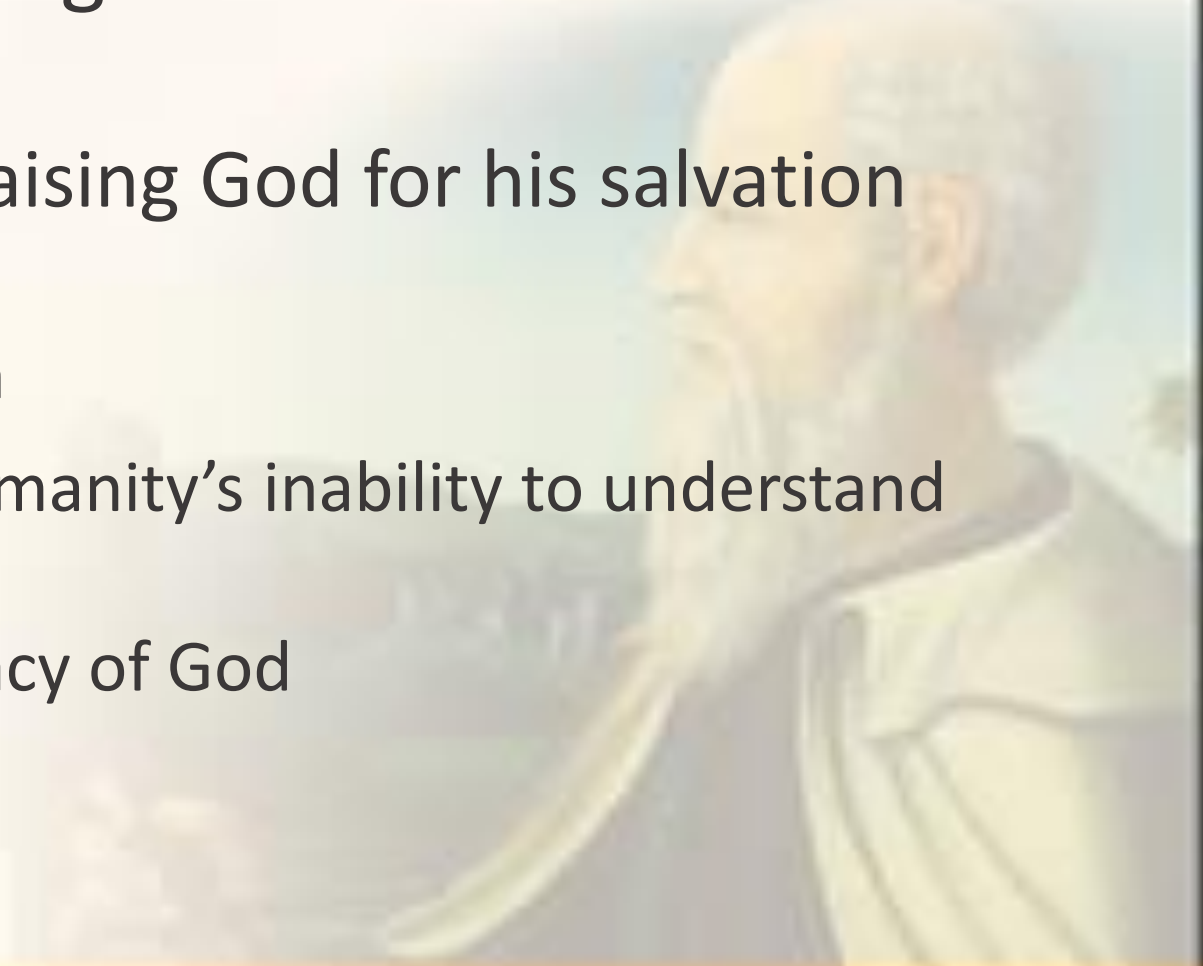 g
aising God for his salvation
manity’s inability to understand
cy of God